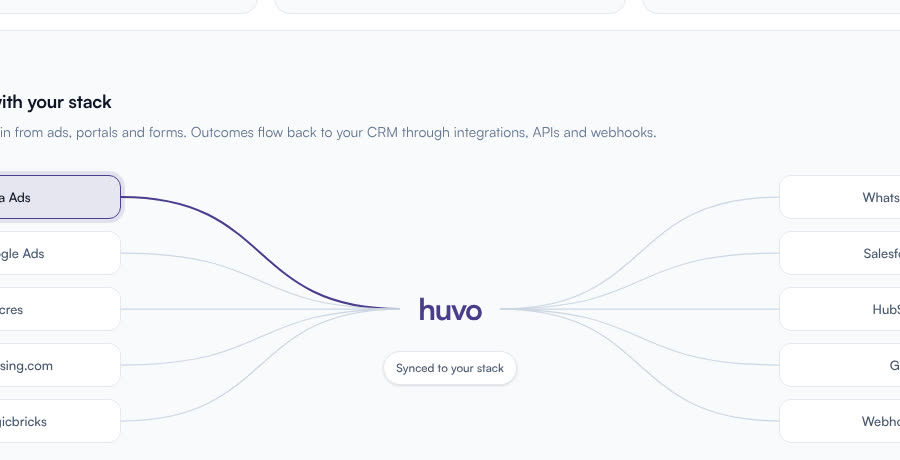 with your stack
in from ads, portals and forms. Outcomes flow back to your CRM through integrations, APIs and webhooks.
a Ads
gle Ads
cres
sing.com
gicbricks
huvo
Synced to your stack
Whats
Salesf
HubS
G
Webho